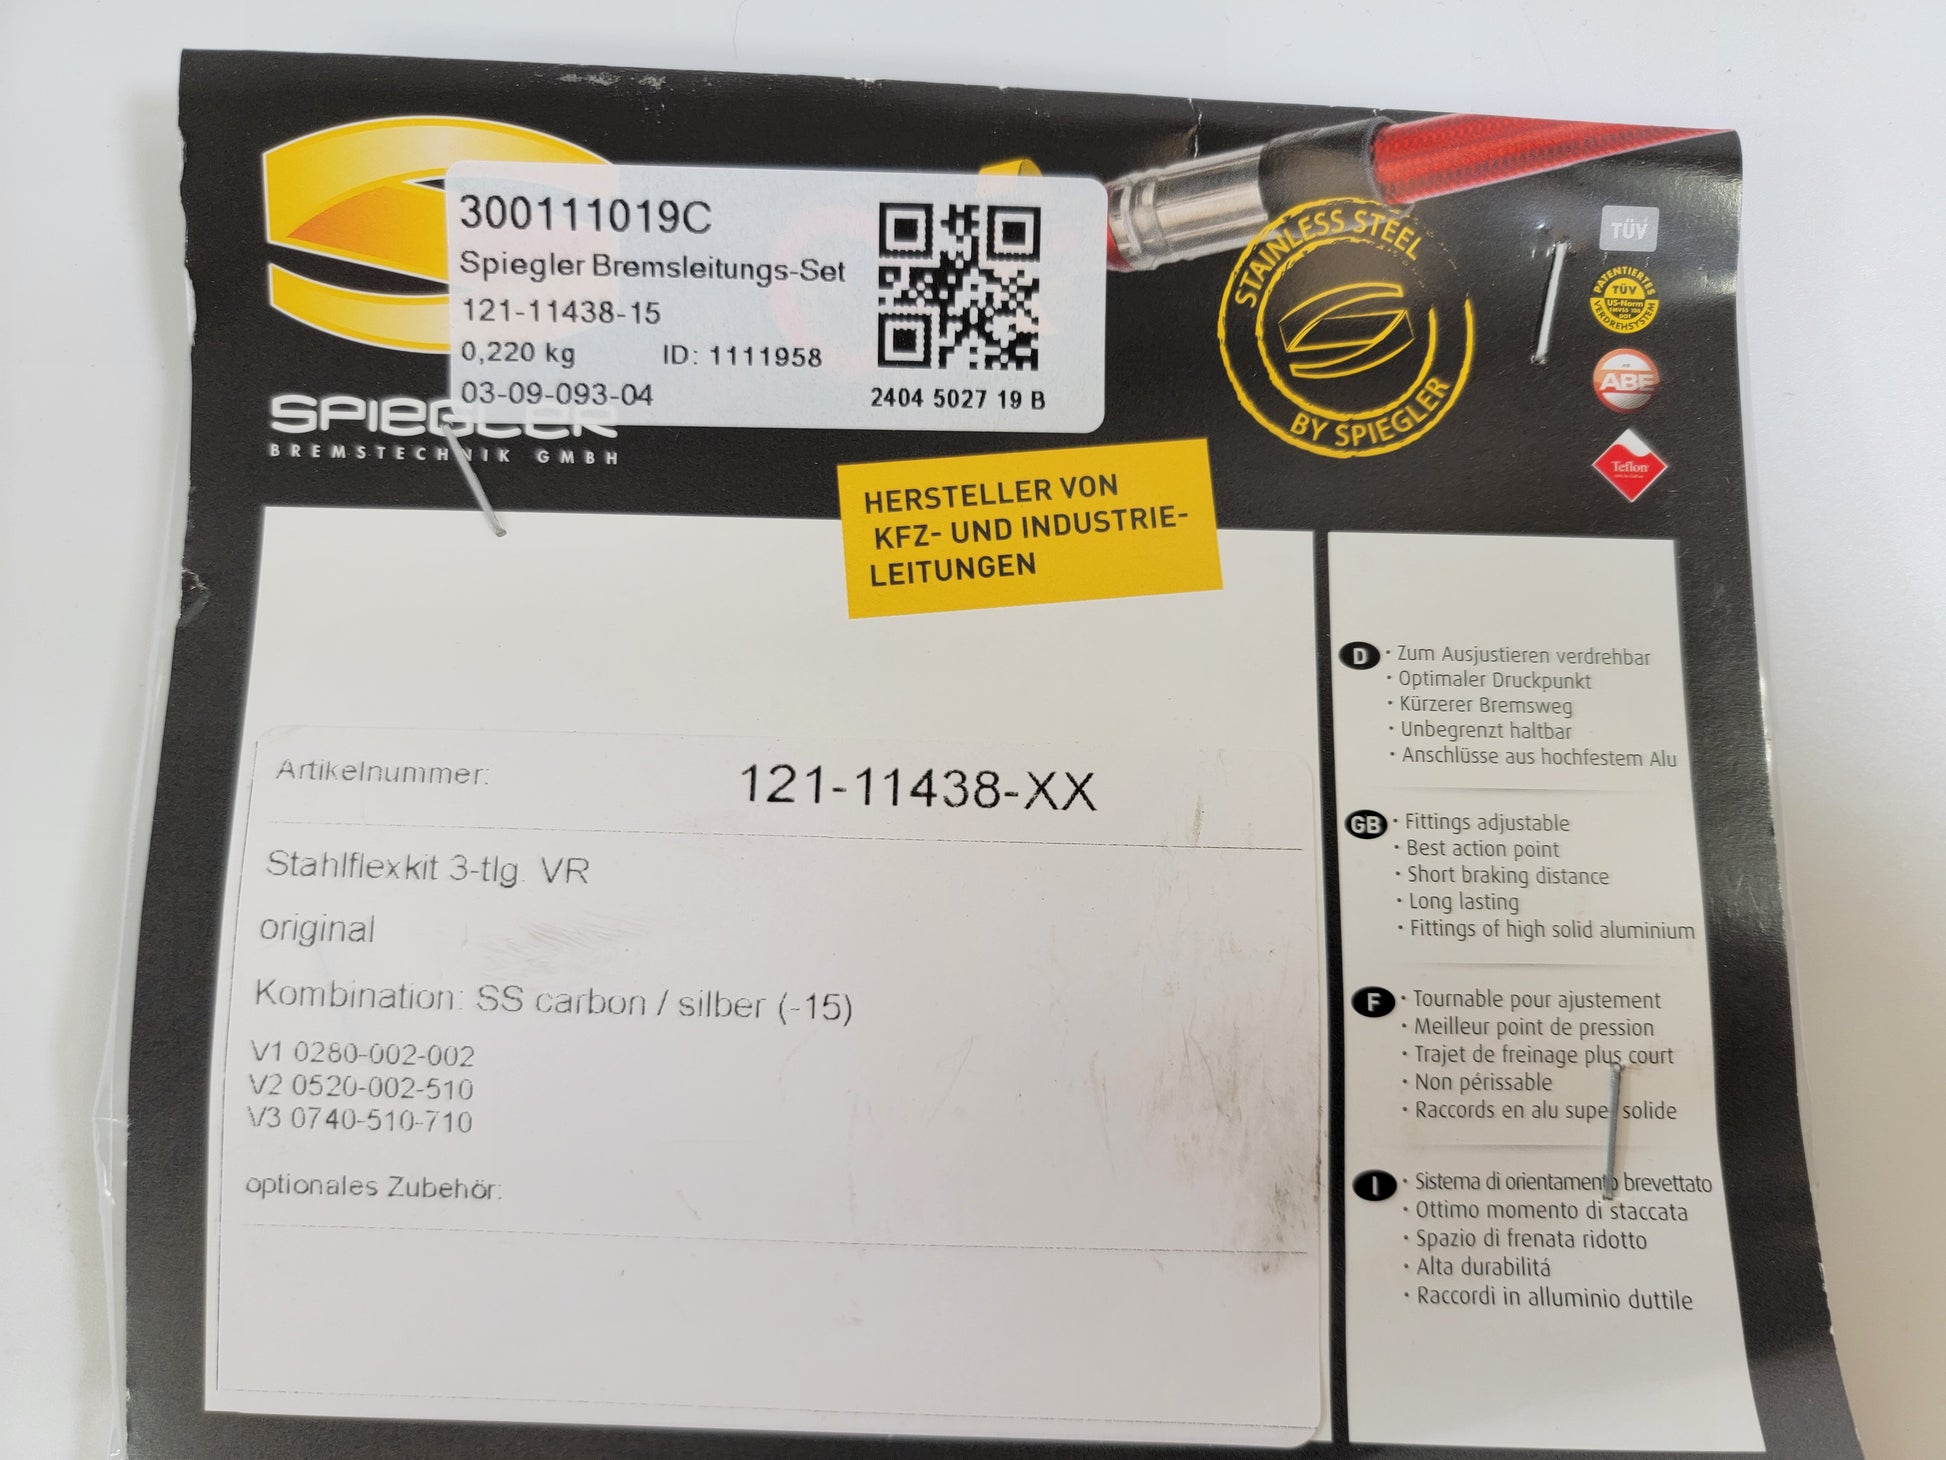 300111019C
Spiegler Bremsleitungs-Set
121-11438-15
0,220 kg ID: 1111958
03-09-093-04
2404 5027 19 B
SPIEGLER
BREMSTECHNIK GMBH
STAINLESS STEEL
BY SPIEGLER
TÜV
PATENTIERTES
TÜV
US-Norm
VERDREHSYSTEM
ABE
Teflon
HERSTELLER VON
KFZ- UND INDUSTRIE-
LEITUNGEN
Artikelnummer: 121-11438-XX
Stahlflexkit 3-tlg. VR
original
Kombination: SS carbon / silber (-15)
V1 0280-002-002
V2 0520-002-510
V3 0740-510-710
optionales Zubehör:
D · Zum Ausjustieren verdrehbar
· Optimaler Druckpunkt
· Kürzerer Bremsweg
· Unbegrenzt haltbar
· Anschlüsse aus hochfestem Alu
GB · Fittings adjustable
· Best action point
· Short braking distance
· Long lasting
· Fittings of high solid aluminium
F · Tournable pour ajustement
· Meilleur point de pression
· Trajet de freinage plus court
· Non périssable
· Raccords en alu super solide
I · Sistema di orientamento brevettato
· Ottimo momento di staccata
· Spazio di frenata ridotto
· Alta durabilitá
· Raccordi in alluminio duttile